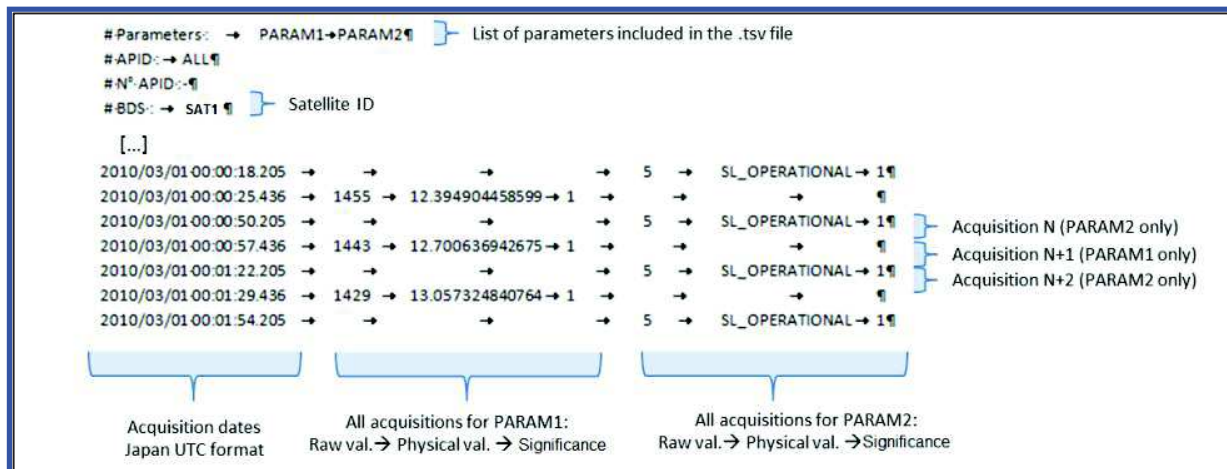 #·Parameters·: → PARAM1→PARAM2¶ List of parameters included in the .tsv file
#·APID·:→ALL¶
#·N°·APID·:-¶
#·BDS·: → SAT1 ¶ Satellite ID
[...]
2010/03/01·00:00:18.205 → → → → 5 → SL_OPERATIONAL → 1¶
2010/03/01·00:00:25.436 → 1455 → 12.394904458599 → 1 → → → ¶
2010/03/01·00:00:50.205 → → → → 5 → SL_OPERATIONAL → 1¶ Acquisition N (PARAM2 only)
2010/03/01·00:00:57.436 → 1443 → 12.700636942675 → 1 → → → ¶ Acquisition N+1 (PARAM1 only)
2010/03/01·00:01:22.205 → → → → 5 → SL_OPERATIONAL → 1¶ Acquisition N+2 (PARAM2 only)
2010/03/01·00:01:29.436 → 1429 → 13.057324840764 → 1 → → → ¶
2010/03/01·00:01:54.205 → → → → 5 → SL_OPERATIONAL → 1¶
Acquisition dates
Japan UTC format
All acquisitions for PARAM1:
Raw val.→ Physical val. → Significance
All acquisitions for PARAM2:
Raw val.→ Physical val. →Significance